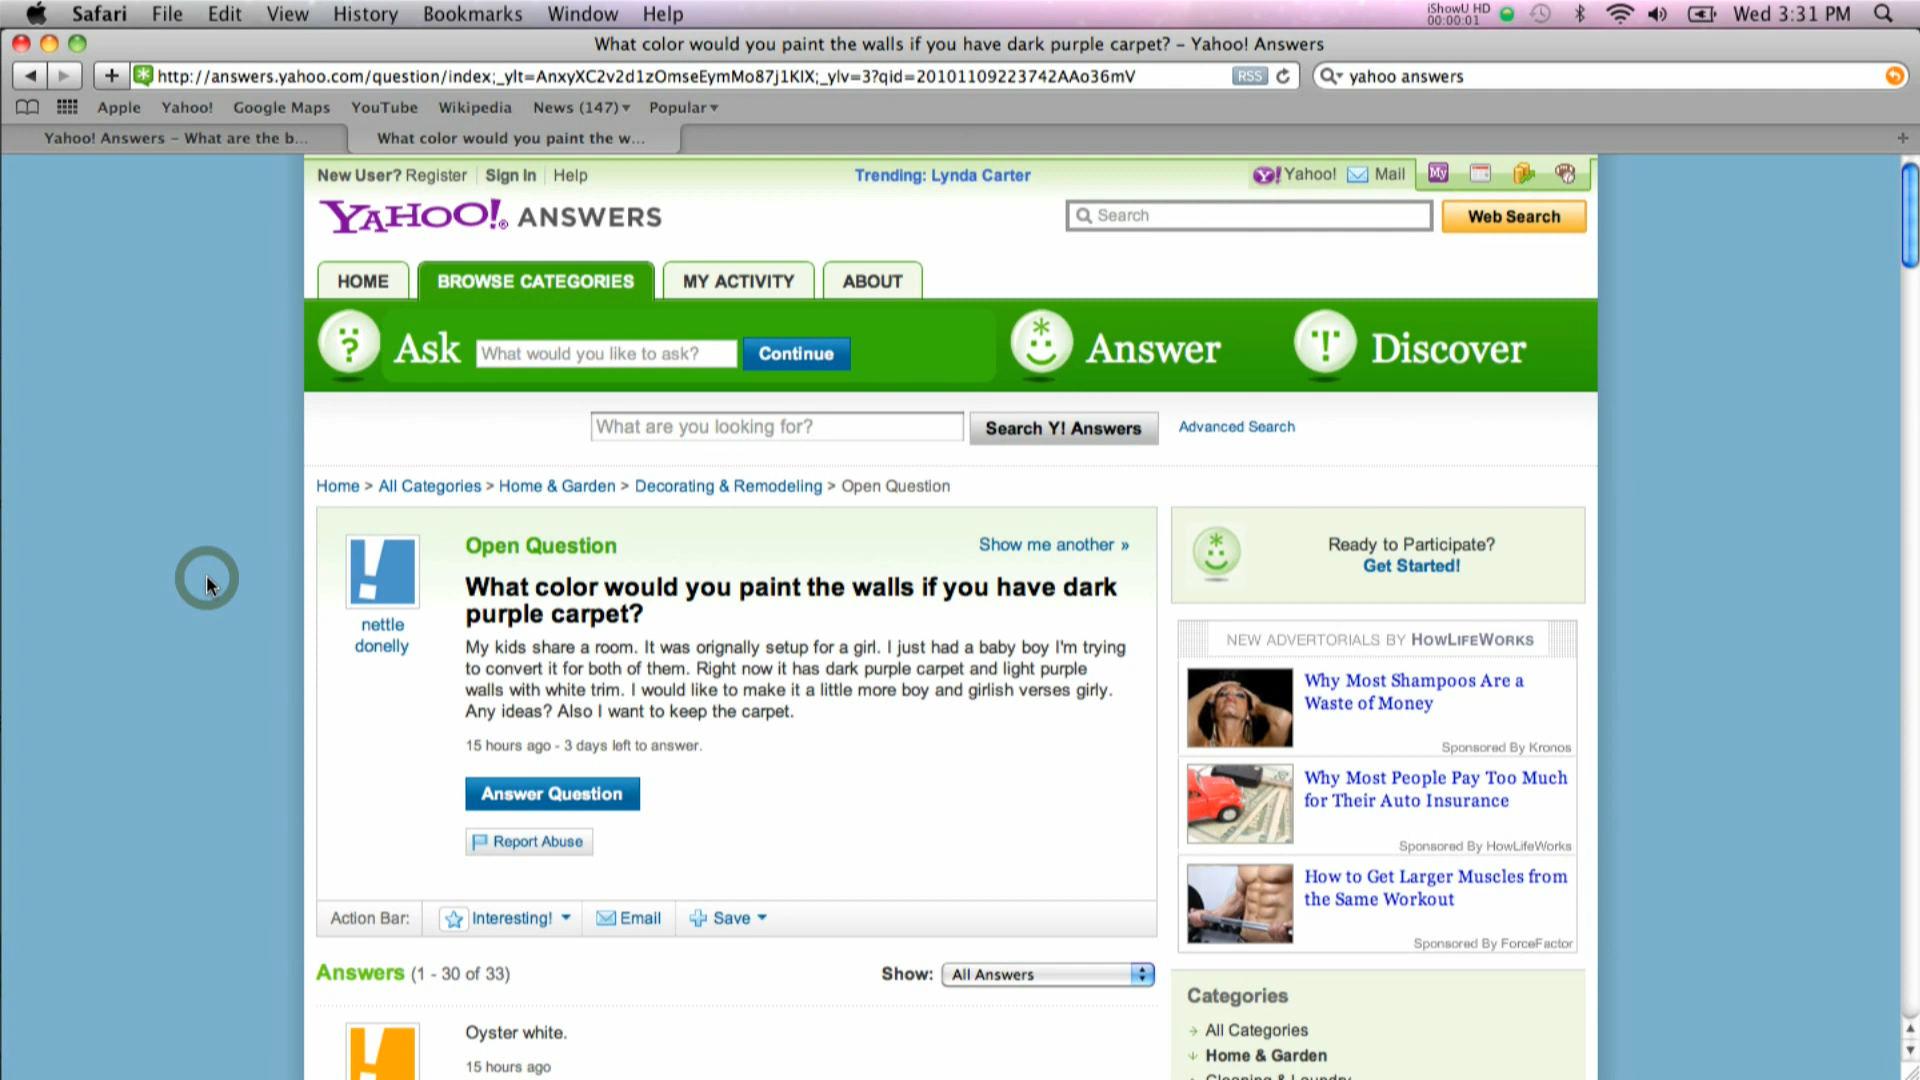 Safari File Edit View History Bookmarks Window Help
iShowU HD
00:00:01
Wed 3:31 PM
What color would you paint the walls if you have dark purple carpet? – Yahoo! Answers
http://answers.yahoo.com/question/index;_ylt=AnxyXC2v2d1zOmseEymMo87j1KIX;_ylv=3?qid=20101109223742AAo36mV
RSS
yahoo answers
Apple Yahoo! Google Maps YouTube Wikipedia News (147) Popular
Yahoo! Answers – What are the b...
What color would you paint the w...
New User? Register Sign In Help
Trending: Lynda Carter
Y! Yahoo! Mail My
YAHOO!® ANSWERS
Search
Web Search
HOME BROWSE CATEGORIES MY ACTIVITY ABOUT
Ask What would you like to ask? Continue
Answer
Discover
What are you looking for? Search Y! Answers Advanced Search
Home > All Categories > Home & Garden > Decorating & Remodeling > Open Question
nettle
donelly
Open Question
Show me another »
What color would you paint the walls if you have dark
purple carpet?
My kids share a room. It was orignally setup for a girl. I just had a baby boy I'm trying
to convert it for both of them. Right now it has dark purple carpet and light purple
walls with white trim. I would like to make it a little more boy and girlish verses girly.
Any ideas? Also I want to keep the carpet.
15 hours ago - 3 days left to answer.
Answer Question
Report Abuse
Action Bar: Interesting! Email Save
Answers (1 - 30 of 33)
Show: All Answers
Oyster white.
15 hours ago
Ready to Participate?
Get Started!
NEW ADVERTORIALS BY HOWLIFEWORKS
Why Most Shampoos Are a
Waste of Money
Sponsored By Kronos
Why Most People Pay Too Much
for Their Auto Insurance
Sponsored By HowLifeWorks
How to Get Larger Muscles from
the Same Workout
Sponsored By ForceFactor
Categories
All Categories
Home & Garden
Cleaning & Laundry